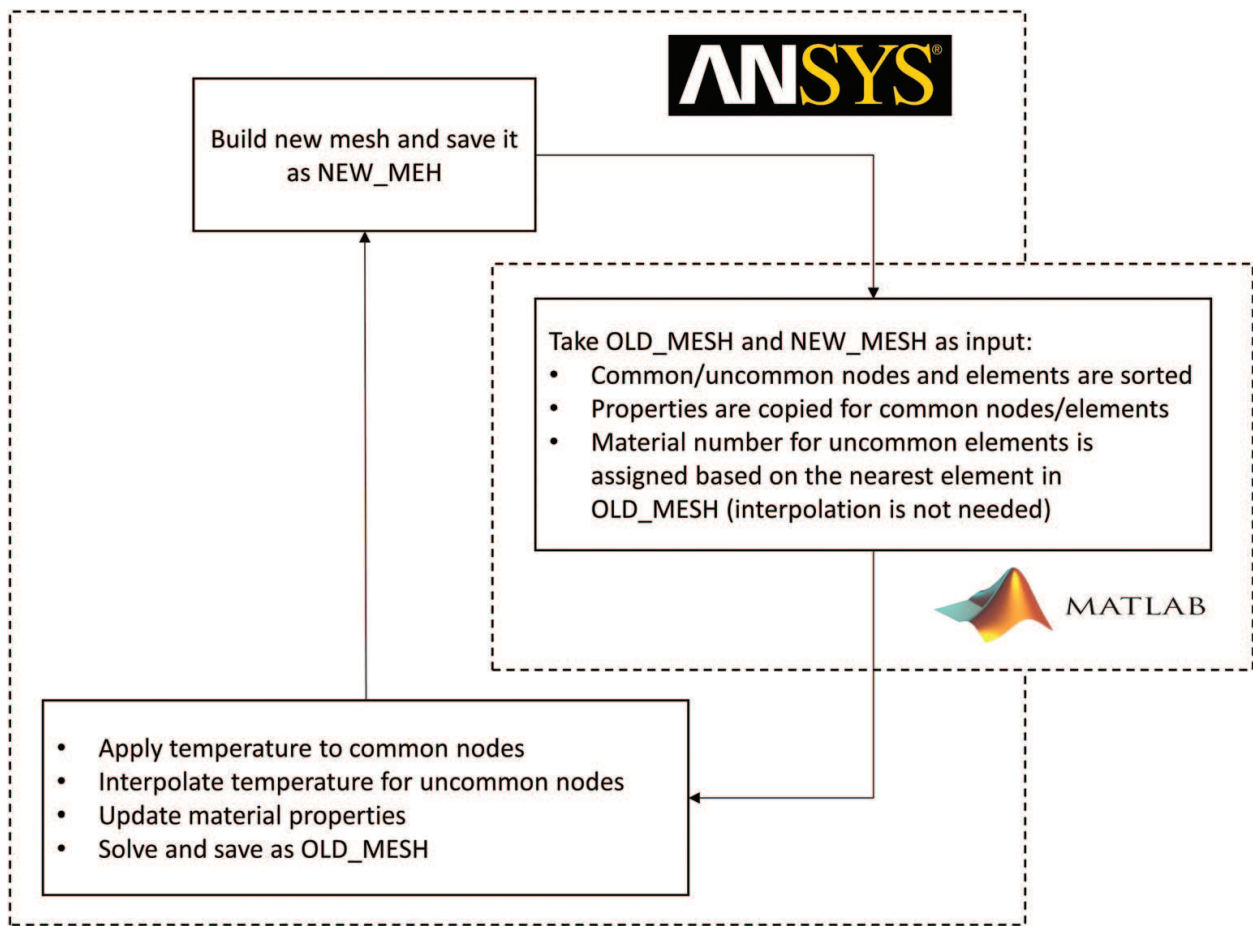 ANSYS®
Build new mesh and save it
as NEW_MEH
Take OLD_MESH and NEW_MESH as input:
• Common/uncommon nodes and elements are sorted
• Properties are copied for common nodes/elements
• Material number for uncommon elements is
assigned based on the nearest element in
OLD_MESH (interpolation is not needed)
MATLAB
• Apply temperature to common nodes
• Interpolate temperature for uncommon nodes
• Update material properties
• Solve and save as OLD_MESH